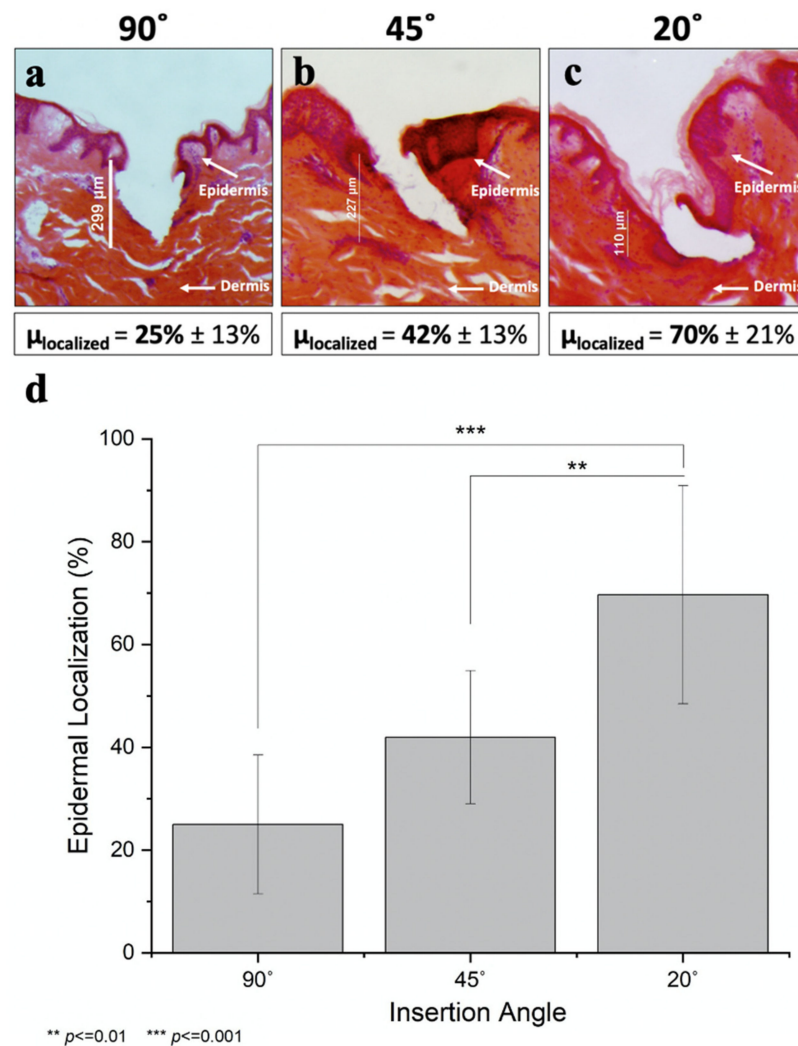 90° 45° 20°
a b c
299 µm
Epidermis
Dermis
227 µm
Epidermis
Dermis
110 µm
Epidermis
Dermis
µlocalized = 25% ± 13%
µlocalized = 42% ± 13%
µlocalized = 70% ± 21%
d
Epidermal Localization (%)
100
80
60
40
20
0
***
**
90° 45° 20°
Insertion Angle
** p<=0.01 *** p<=0.001